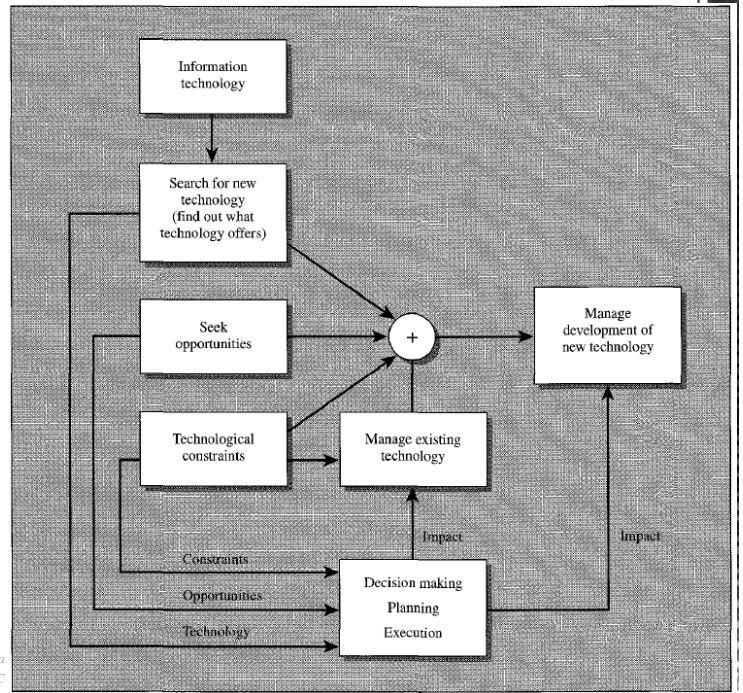 Information
technology
Search for new
technology
(find out what
technology offers)
Seek
opportunities
+
Manage
development of
new technology
Technological
constraints
Manage existing
technology
Impact
Impact
Constraints
Opportunities
Technology
Decision making
Planning
Execution